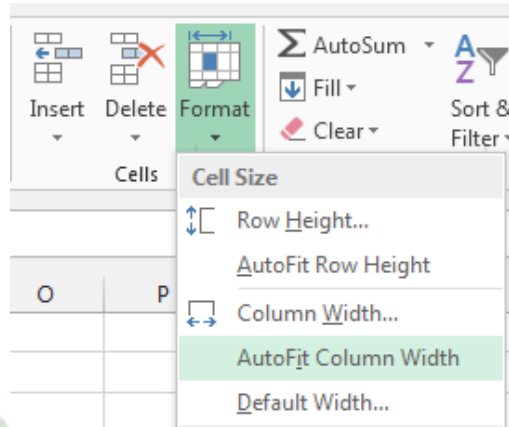 Insert Delete Format
Cells
AutoSum
Fill
Clear
A
Z
Sort &
Filter
Cell Size
Row Height...
AutoFit Row Height
Column Width...
AutoFit Column Width
Default Width...
O P